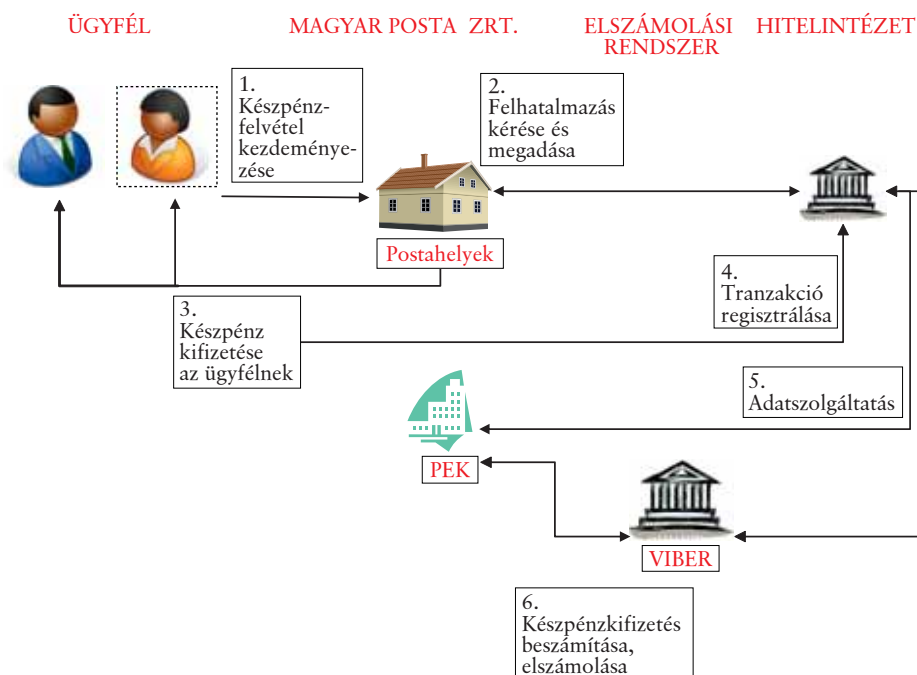 ÜGYFÉL
MAGYAR POSTA ZRT.
ELSZÁMOLÁSI
RENDSZER
HITELINTÉZET
1.
Készpénz-
felvétel
kezdeménye-
zése
2.
Felhatalmazás
kérése és
megadása
Postahelyek
3.
Készpénz
kifizetése
az ügyfélnek
4.
Tranzakció
regisztrálása
5.
Adatszolgáltatás
PEK
VIBER
6.
Készpénzkifizetés
beszámítása,
elszámolása